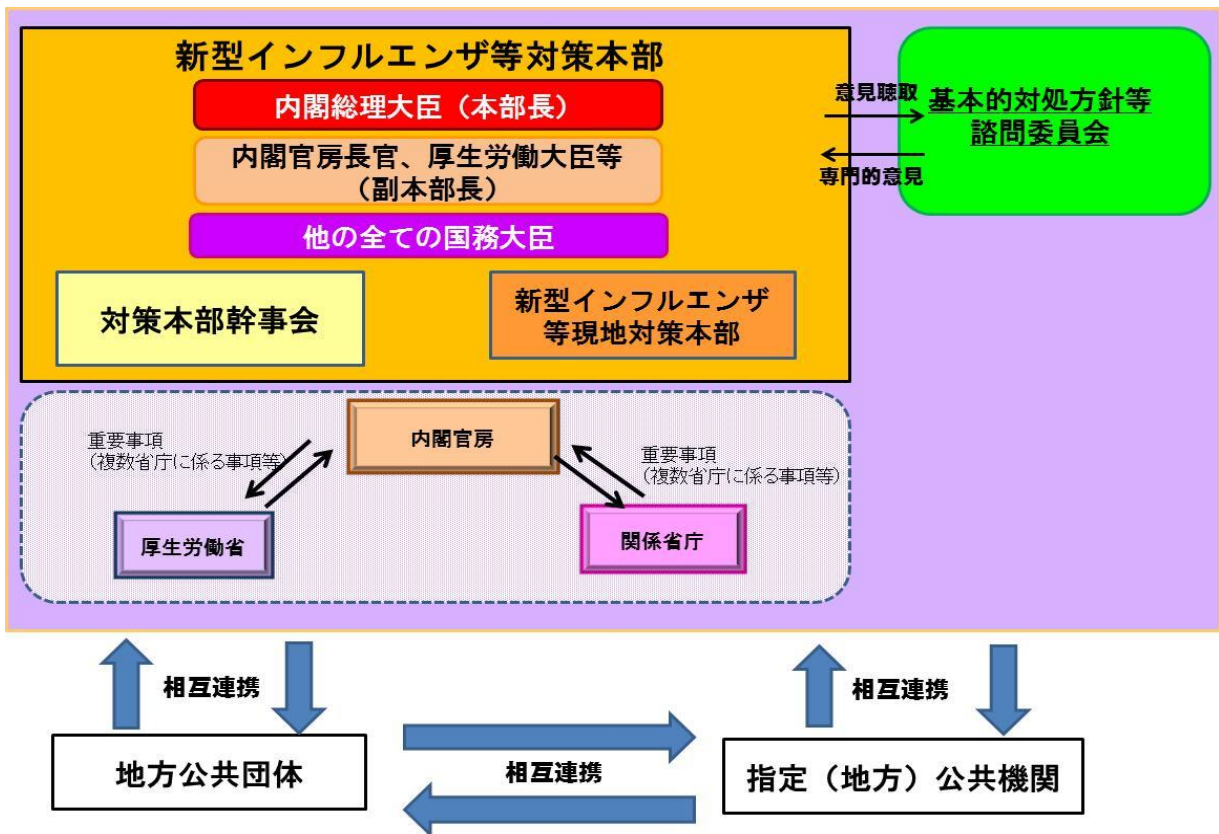 新型インフルエンザ等対策本部
内閣総理大臣（本部長）
内閣官房長官、厚生労働大臣等
（副本部長）
他の全ての国務大臣
対策本部幹事会
新型インフルエンザ
等現地対策本部
意見聴取
専門的意見
基本的対処方針等
諮問委員会
内閣官房
重要事項
（複数省庁に係る事項等）
重要事項
（複数省庁に係る事項等）
厚生労働省
関係省庁
相互連携
相互連携
地方公共団体
相互連携
指定（地方）公共機関